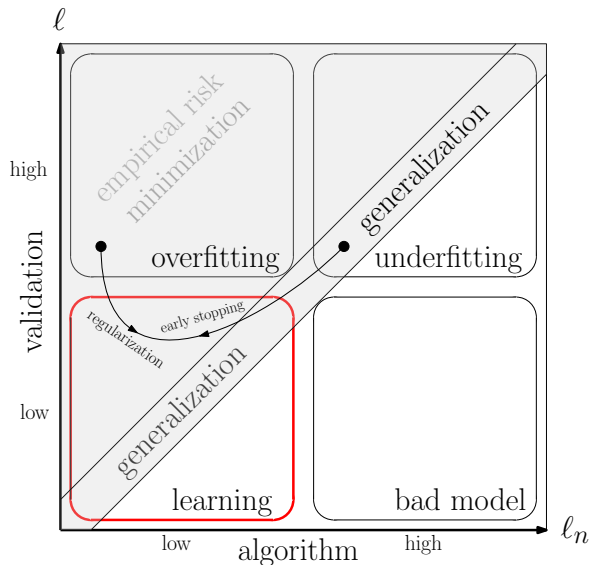 ℓ
empirical risk
minimization
generalization
high
overfitting
underfitting
validation
early stopping
regularization
generalization
low
learning
bad model
low
algorithm
high
ℓₙ